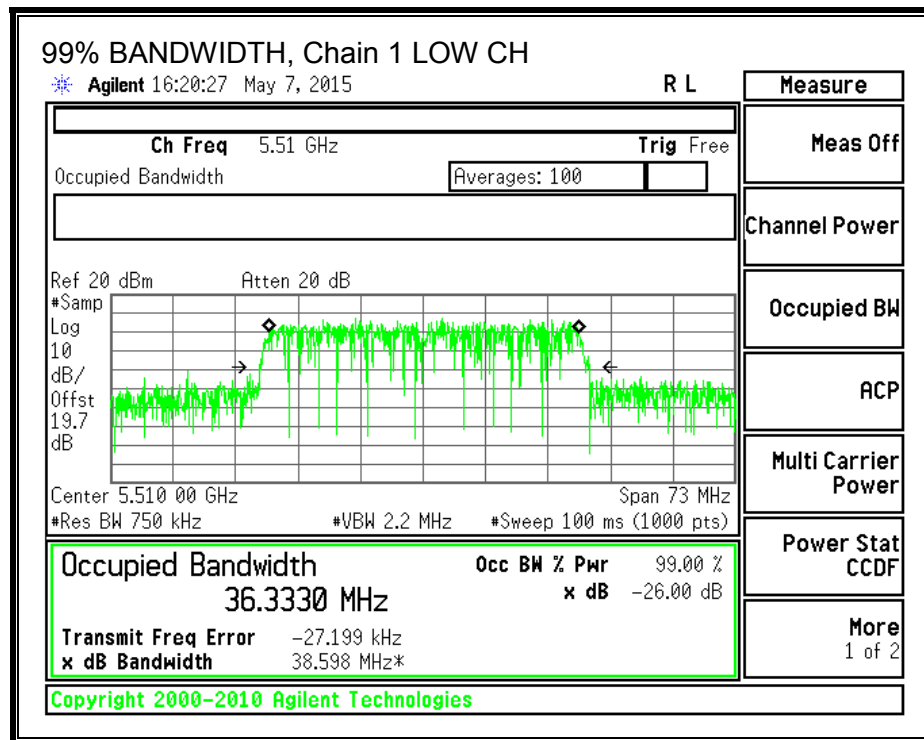 99% BANDWIDTH, Chain 1 LOW CH
Agilent 16:20:27 May 7, 2015 R L
Measure
Ch Freq 5.51 GHz Trig Free
Occupied Bandwidth Averages: 100
Ref 20 dBm Atten 20 dB
#Samp
Log
10
dB/
Offst
19.7
dB
Center 5.510 00 GHz Span 73 MHz
#Res BW 750 kHz #VBW 2.2 MHz #Sweep 100 ms (1000 pts)
Occupied Bandwidth
36.3330 MHz
Occ BW % Pwr 99.00 %
x dB -26.00 dB
Transmit Freq Error -27.199 kHz
x dB Bandwidth 38.598 MHz*
Copyright 2000-2010 Agilent Technologies
Meas Off
Channel Power
Occupied BW
ACP
Multi Carrier
Power
Power Stat
CCDF
More
1 of 2